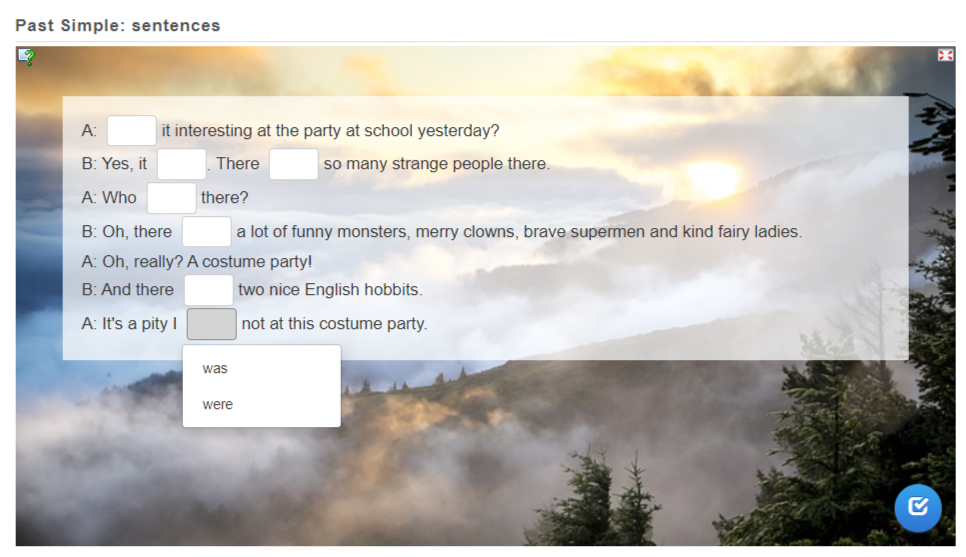 Past Simple: sentences
A: it interesting at the party at school yesterday?
B: Yes, it . There so many strange people there.
A: Who there?
B: Oh, there a lot of funny monsters, merry clowns, brave supermen and kind fairy ladies.
A: Oh, really? A costume party!
B: And there two nice English hobbits.
A: It's a pity I not at this costume party.
was
were